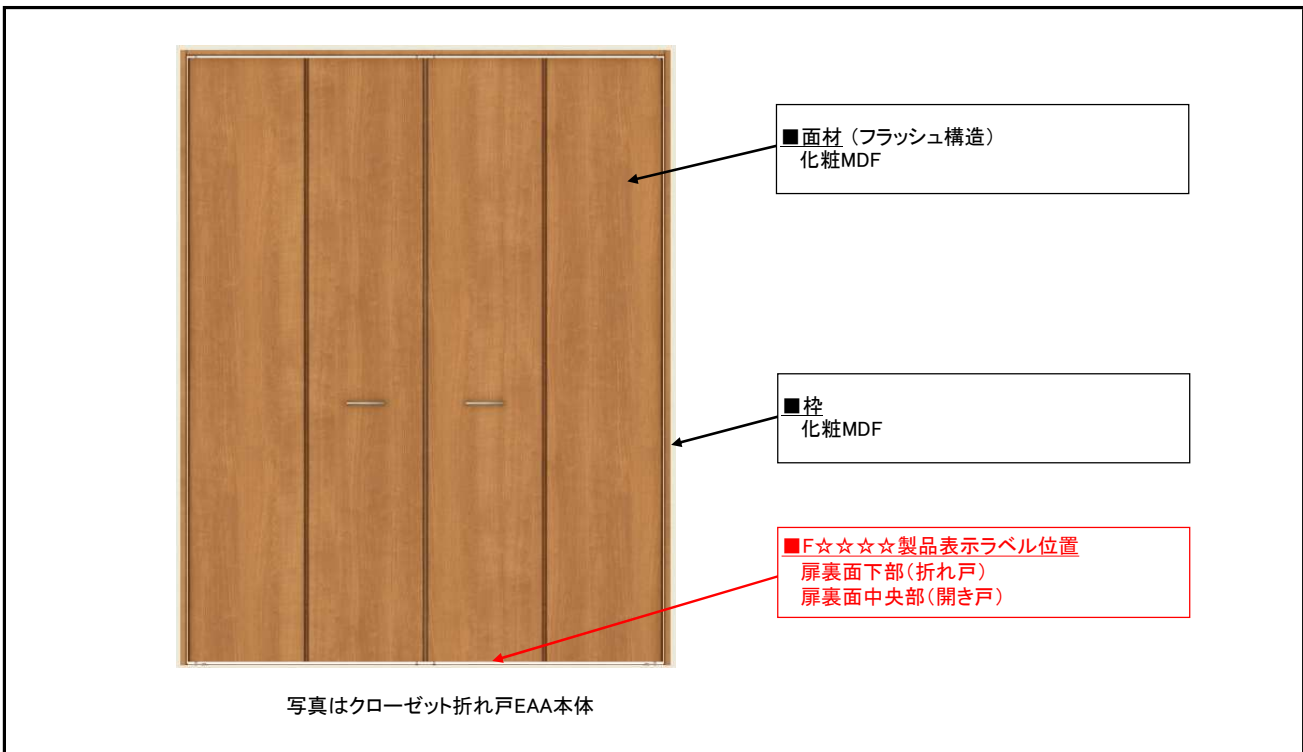 ■面材 (フラッシュ構造)
化粧MDF
■枠
化粧MDF
■F☆☆☆☆製品表示ラベル位置
扉裏面下部(折れ戸)
扉裏面中央部(開き戸)
写真はクローゼット折れ戸EAA本体